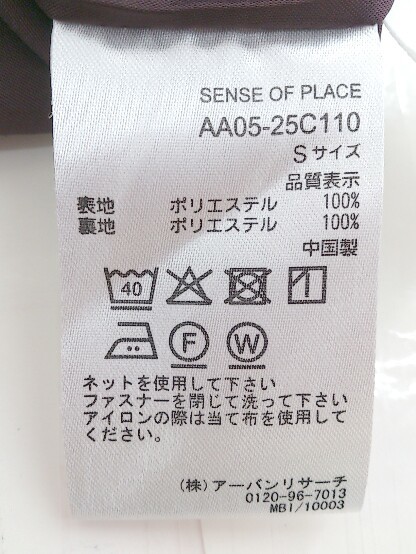 SENSE OF PLACE
AA05-25C110
Sサイズ
品質表示
表地 ポリエステル 100%
裏地 ポリエステル 100%
中国製
40
F W
ネットを使用して下さい
ファスナーを閉じて洗って下さい
アイロンの際は当て布を使用して
ください。
(株)アーバンリサーチ
0120-96-7013
MBI/10003